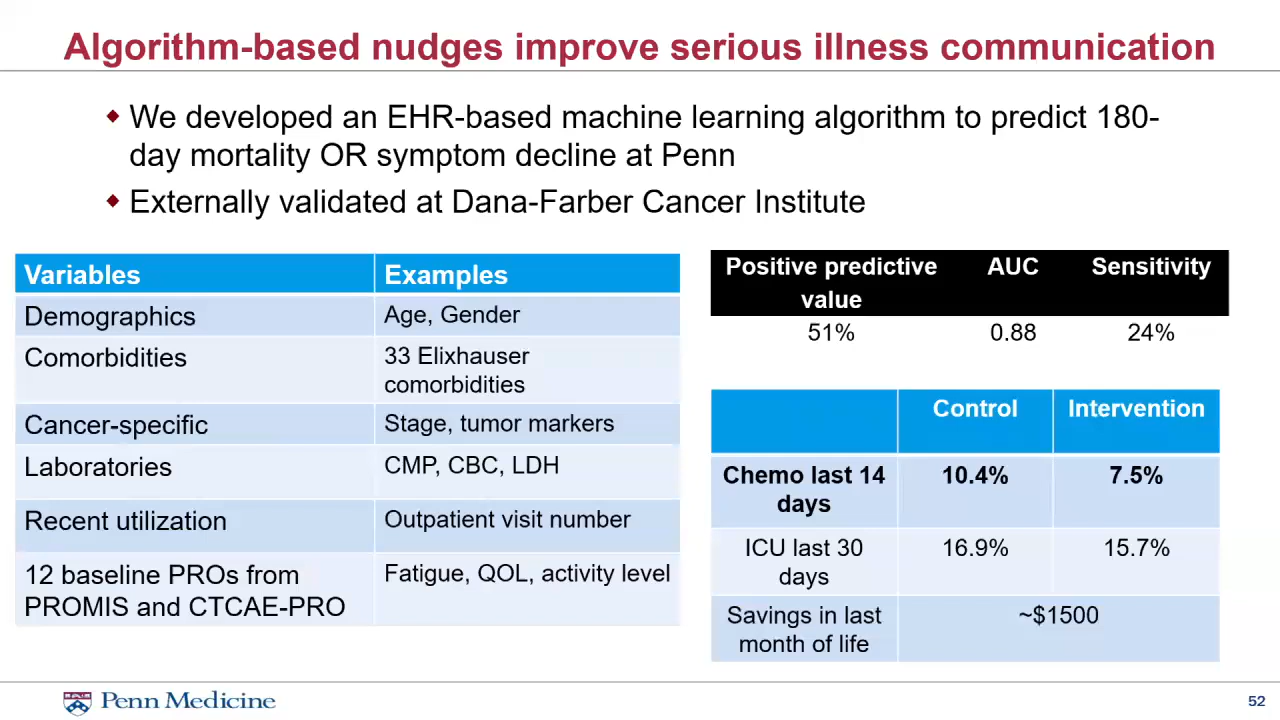 Algorithm-based nudges improve serious illness communication
We developed an EHR-based machine learning algorithm to predict 180-
day mortality OR symptom decline at Penn
Externally validated at Dana-Farber Cancer Institute
Variables Examples
Demographics Age, Gender
Comorbidities 33 Elixhauser
comorbidities
Cancer-specific Stage, tumor markers
Laboratories CMP, CBC, LDH
Recent utilization Outpatient visit number
12 baseline PROs from Fatigue, QOL, activity level
PROMIS and CTCAE-PRO
Positive predictive AUC Sensitivity
value
51% 0.88 24%
Control Intervention
Chemo last 14 10.4% 7.5%
days
ICU last 30 16.9% 15.7%
days
Savings in last ~$1500
month of life
Penn Medicine
52